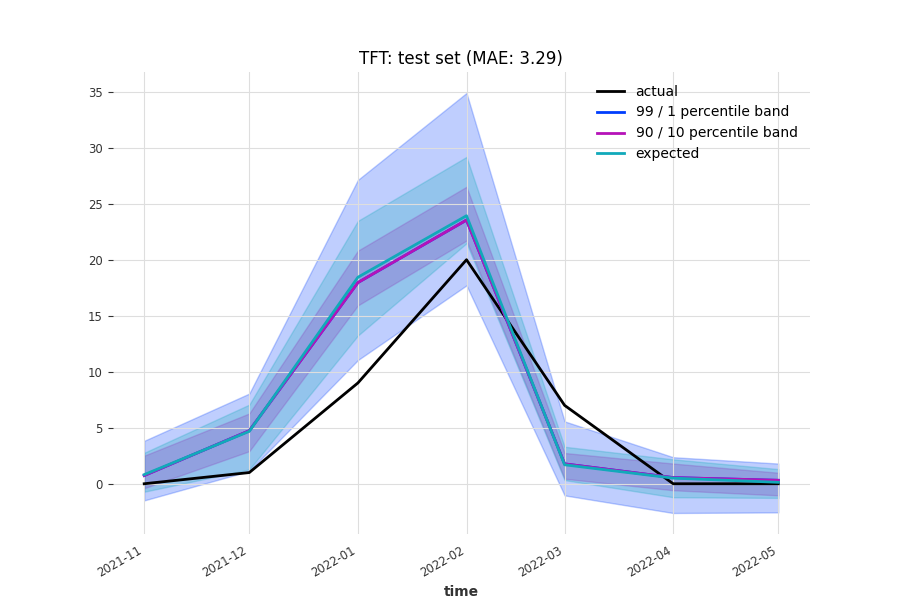 TFT: test set (MAE: 3.29)
actual
99 / 1 percentile band
90 / 10 percentile band
expected
35
30
25
20
15
10
5
0
2021-11
2021-12
2022-01
2022-02
2022-03
2022-04
2022-05
time